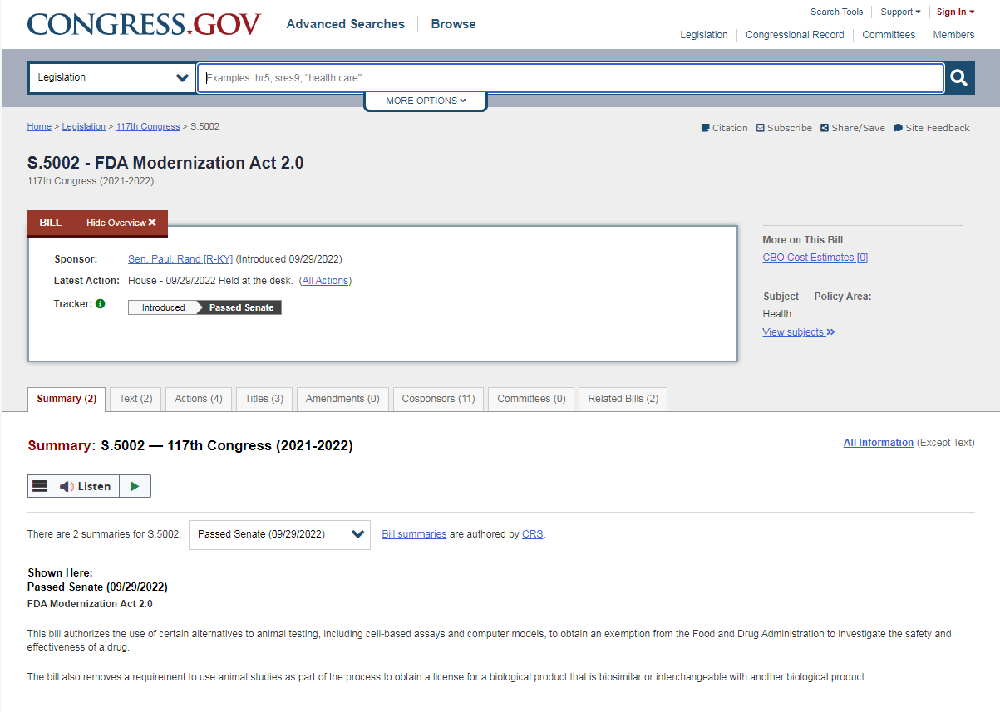 CONGRESS.GOV
Advanced Searches
Browse
Search Tools
Support
Sign In
Legislation
Congressional Record
Committees
Members
Legislation
Examples: hr5, sres9, "health care"
MORE OPTIONS
Home > Legislation > 117th Congress > S.5002
Citation
Subscribe
Share/Save
Site Feedback
S.5002 - FDA Modernization Act 2.0
117th Congress (2021-2022)
BILL
Hide Overview
Sponsor: Sen. Paul, Rand [R-KY] (Introduced 09/29/2022)
Latest Action: House - 09/29/2022 Held at the desk. (All Actions)
Tracker:
Introduced
Passed Senate
More on This Bill
CBO Cost Estimates [0]
Subject — Policy Area:
Health
View subjects
Summary (2)
Text (2)
Actions (4)
Titles (3)
Amendments (0)
Cosponsors (11)
Committees (0)
Related Bills (2)
Summary: S.5002 — 117th Congress (2021-2022)
All Information (Except Text)
Listen
There are 2 summaries for S.5002.
Passed Senate (09/29/2022)
Bill summaries are authored by CRS.
Shown Here:
Passed Senate (09/29/2022)
FDA Modernization Act 2.0
This bill authorizes the use of certain alternatives to animal testing, including cell-based assays and computer models, to obtain an exemption from the Food and Drug Administration to investigate the safety and
effectiveness of a drug.
The bill also removes a requirement to use animal studies as part of the process to obtain a license for a biological product that is biosimilar or interchangeable with another biological product.